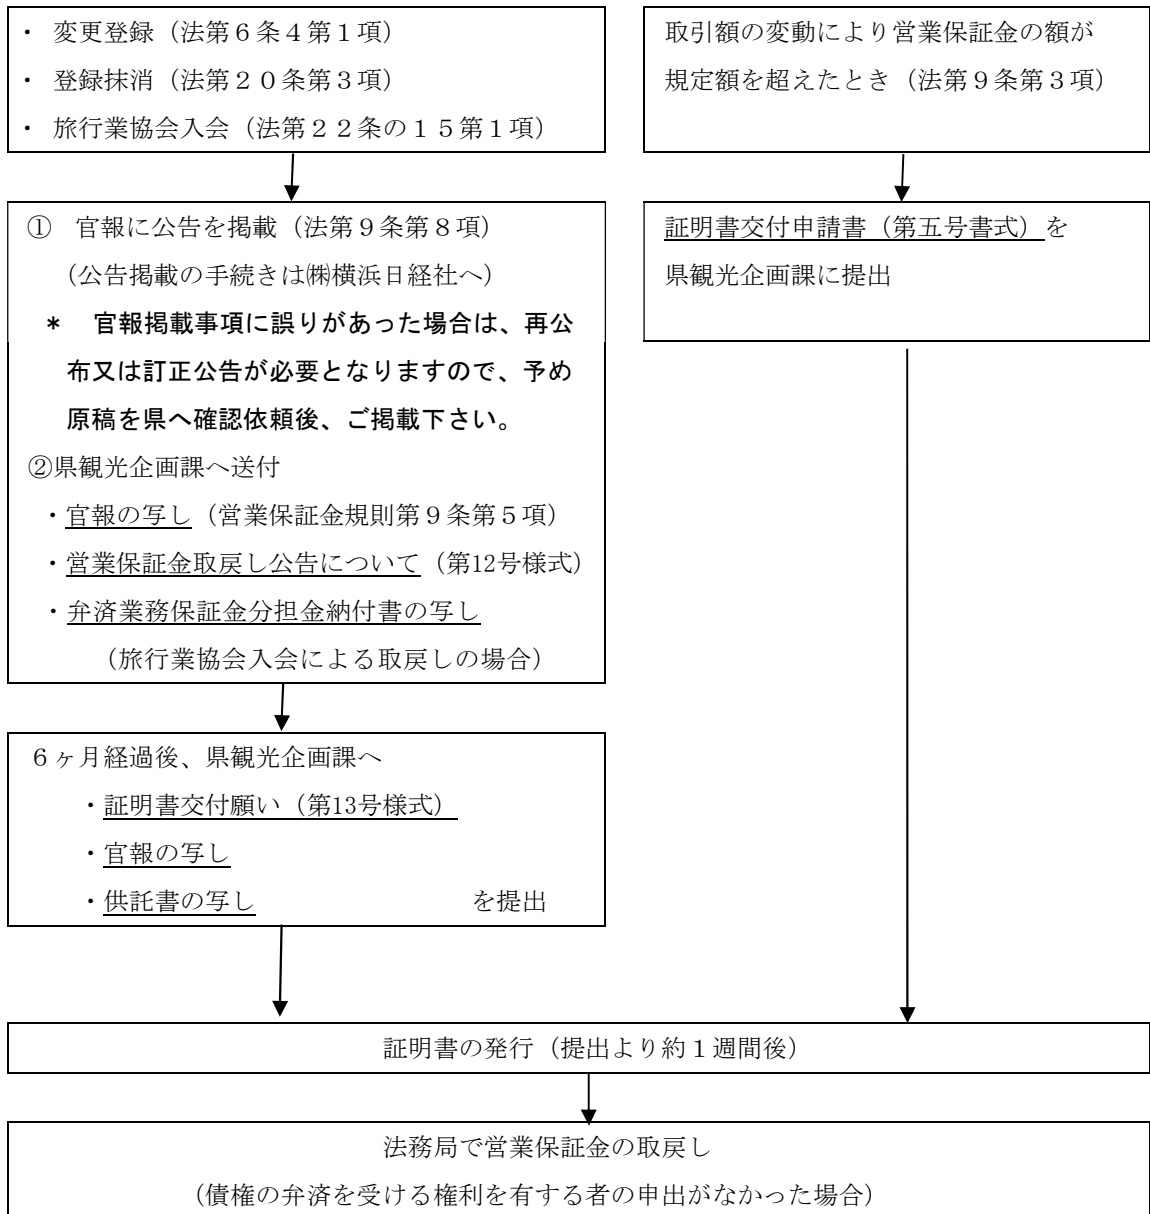 ・ 変更登録（法第６条４第１項）
・ 登録抹消（法第２０条第３項）
・ 旅行業協会入会（法第２２条の１５第１項）
取引額の変動により営業保証金の額が
規定額を超えたとき（法第９条第３項）
① 官報に公告を掲載（法第９条第８項）
（公告掲載の手続きは㈱横浜日経社へ）
＊ 官報掲載事項に誤りがあった場合は、再公
布又は訂正公告が必要となりますので、予め
原稿を県へ確認依頼後、ご掲載下さい。
②県観光企画課へ送付
・官報の写し（営業保証金規則第９条第５項）
・営業保証金取戻し公告について（第12号様式）
・弁済業務保証金分担金納付書の写し
（旅行業協会入会による取戻しの場合）
証明書交付申請書（第五号書式）を
県観光企画課に提出
６ヶ月経過後、県観光企画課へ
・証明書交付願い（第13号様式）
・官報の写し
・供託書の写し を提出
証明書の発行（提出より約１週間後）
法務局で営業保証金の取戻し
（債権の弁済を受ける権利を有する者の申出がなかった場合）